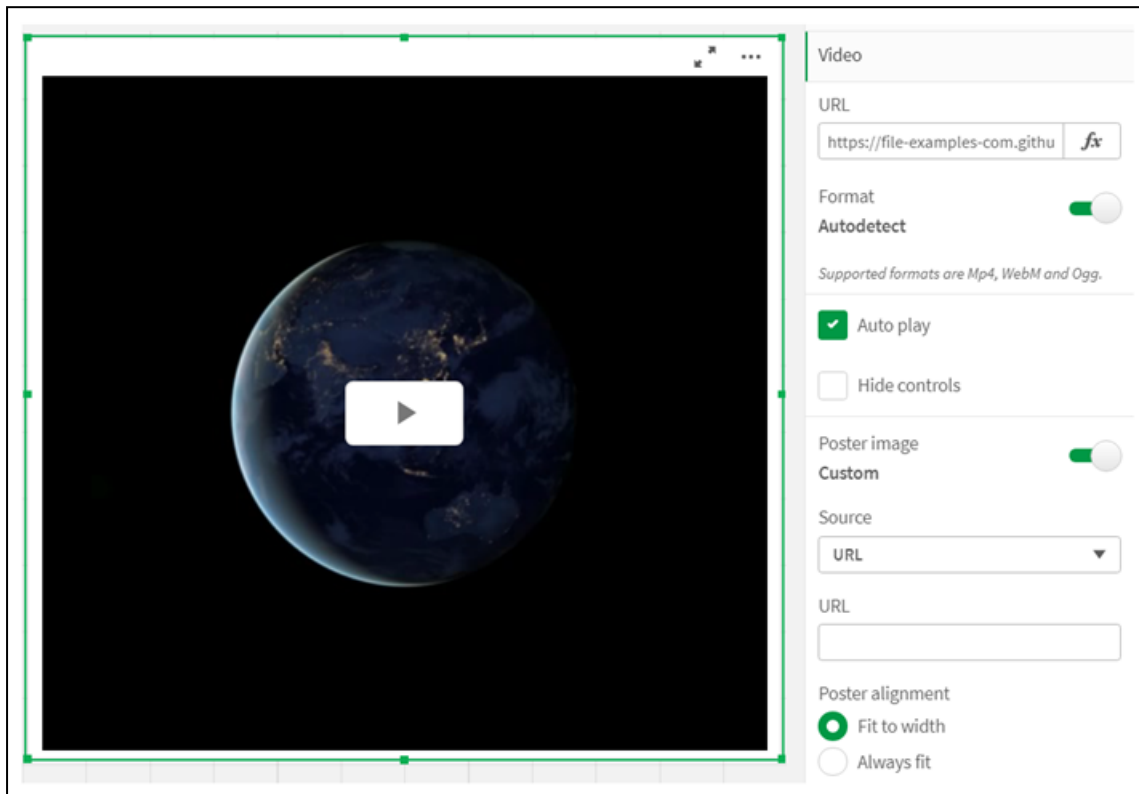 Video
URL
https://file-examples-com.githu
fx
Format
Autodetect
Supported formats are Mp4, WebM and Ogg.
Auto play
Hide controls
Poster image
Custom
Source
URL
URL
Poster alignment
Fit to width
Always fit